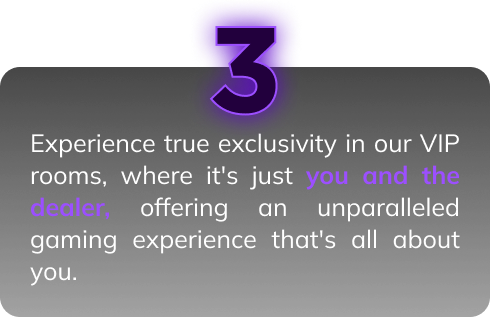 3
Experience true exclusivity in our VIP
rooms, where it's just you and the
dealer, offering an unparalleled
gaming experience that's all about
you.